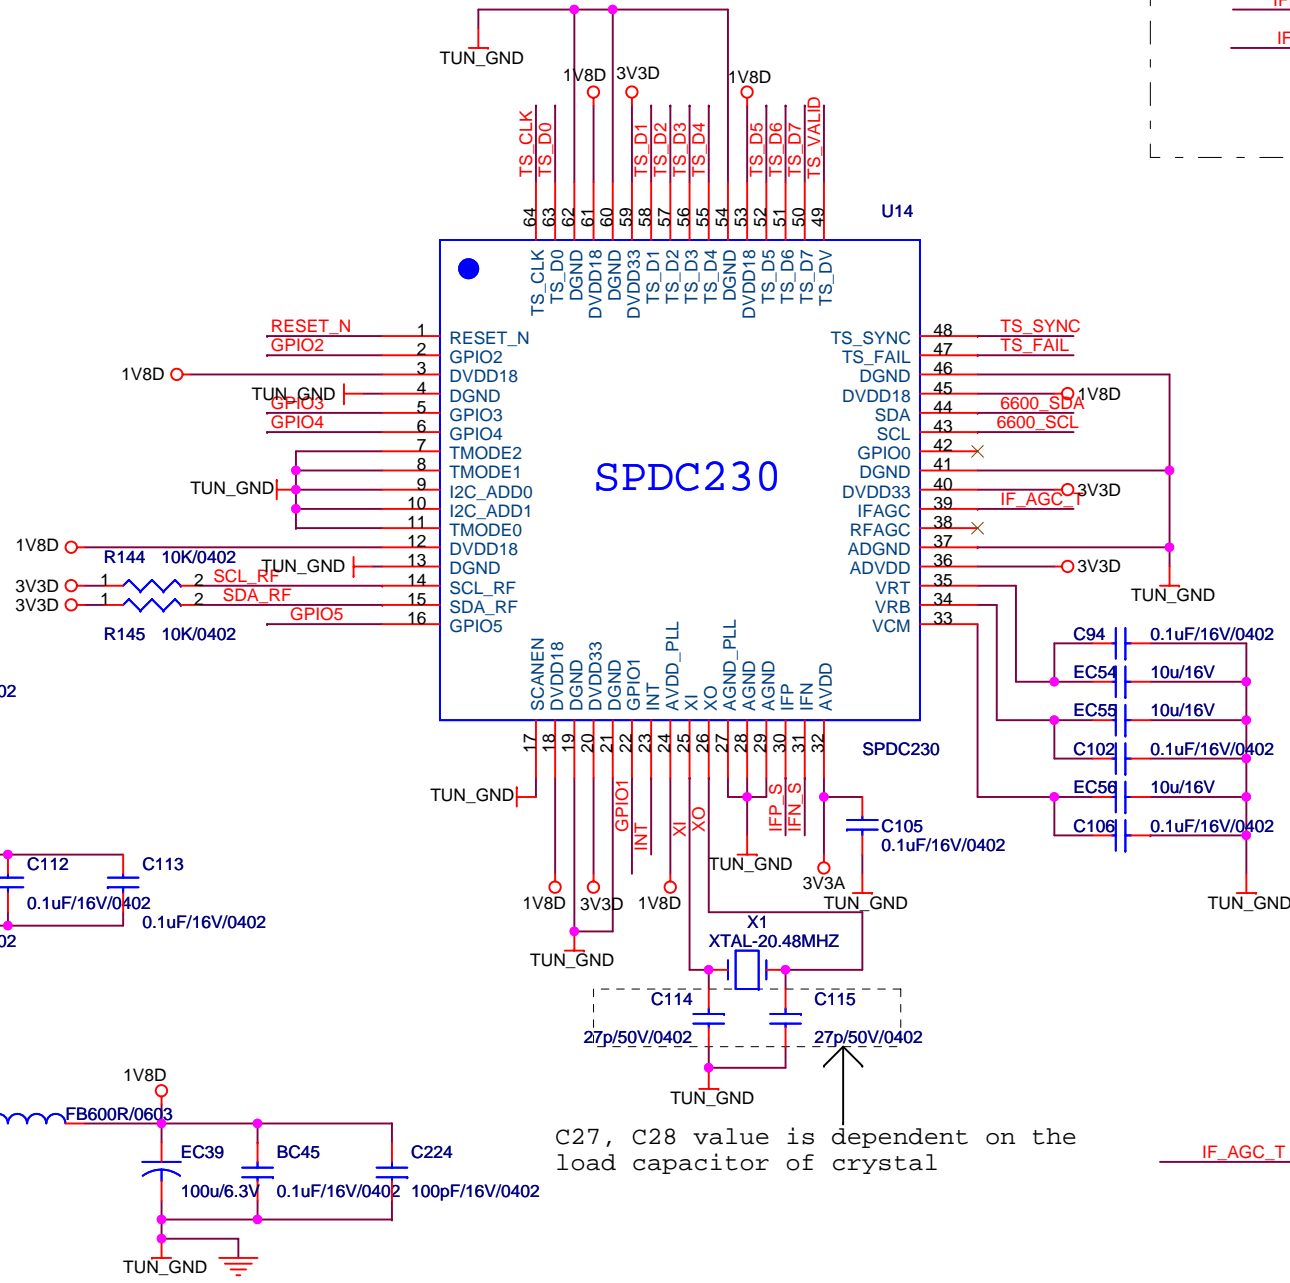 IF
IF
TUN_GND
1V8D
3V3D
1V8D
TS_CLK
TS_D0
TS_D1
TS_D2
TS_D3
TS_D4
TS_D5
TS_D6
TS_D7
TS_VALID
64
63
62
61
60
59
58
57
56
55
54
53
52
51
50
49
U14
TS_CLK
TS_D0
DGND
DVDD18
DGND
DVDD33
TS_D1
TS_D2
TS_D3
TS_D4
DGND
DVDD18
TS_D5
TS_D6
TS_D7
TS_DV
RESET_N 1 RESET_N
GPIO2 2 GPIO2
1V8D 3 DVDD18
TUN_GND 4 DGND
GPIO3 5 GPIO3
GPIO4 6 GPIO4
7 TMODE2
8 TMODE1
TUN_GND 9 I2C_ADD0
10 I2C_ADD1
11 TMODE0
1V8D 12 DVDD18
R144 10K/0402
TUN_GND 13 DGND
3V3D 1 2 SCL_RF 14 SCL_RF
3V3D 1 2 SDA_RF 15 SDA_RF
GPIO5 16 GPIO5
R145 10K/0402
SPDC230
TS_SYNC 48 TS_SYNC
TS_FAIL 47 TS_FAIL
DGND 46
DVDD18 45 1V8D
SDA 44 6600_SDA
SCL 43 6600_SCL
GPIO0 42
DGND 41
DVDD33 40 3V3D
IFAGC 39 IF_AGC_T
RFAGC 38
ADGND 37
ADVDD 36 3V3D
VRT 35
VRB 34
VCM 33
TUN_GND
C94 0.1uF/16V/0402
EC54 10u/16V
EC55 10u/16V
C102 0.1uF/16V/0402
EC56 10u/16V
C106 0.1uF/16V/0402
TUN_GND
SCANEN
DVDD18
DGND
DVDD33
DGND
GPIO1
INT
AVDD_PLL
XI
XO
AGND_PLL
AGND
AGND
IFP
IFN
AVDD
17
18
19
20
21
22
23
24
25
26
27
28
29
30
31
32
SPDC230
02
TUN_GND
GPIO1
INT
XI
XO
IFP_S
IFN_S
C105
0.1uF/16V/0402
TUN_GND
3V3A
TUN_GND
1V8D
3V3D
1V8D
TUN_GND
C112
0.1uF/16V/0402
C113
0.1uF/16V/0402
02
X1
XTAL-20.48MHZ
C114
27p/50V/0402
C115
27p/50V/0402
TUN_GND
C27, C28 value is dependent on the
load capacitor of crystal
1V8D
FB600R/0603
EC39
100u/6.3V
BC45
0.1uF/16V/0402
C224
100pF/16V/0402
TUN_GND
IF_AGC_T